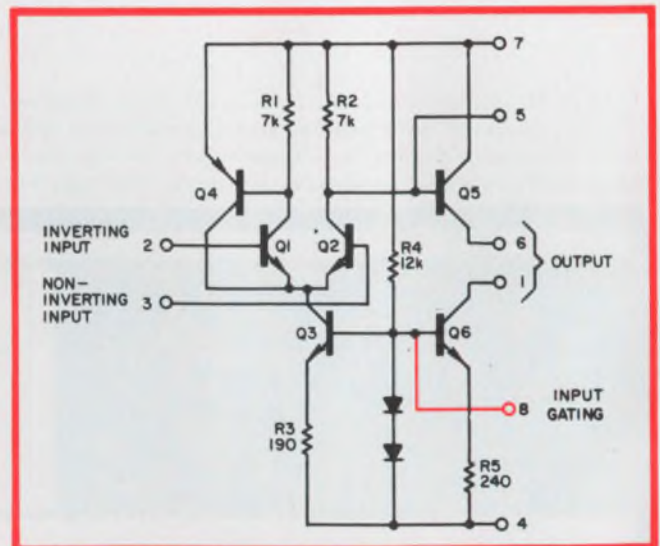 7
R1
7k
R2
7k
5
Q4
Q5
INVERTING
INPUT
2
Q1
Q2
6
R4
12k
OUTPUT
NON-
INVERTING
INPUT
3
1
Q3
Q6
INPUT
GATING
8
R3
190
R5
240
4